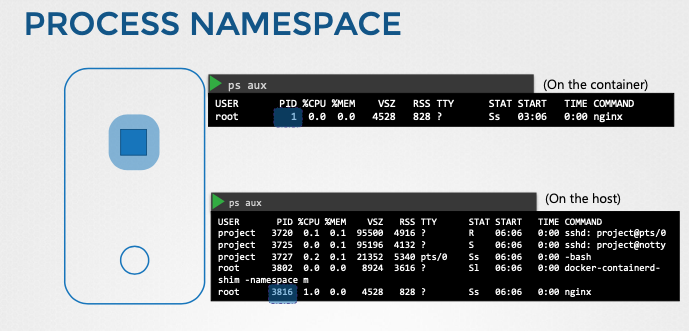 PROCESS NAMESPACE
ps aux
(On the container)
USER PID %CPU %MEM VSZ RSS TTY STAT START TIME COMMAND
root 1 0.0 0.0 4528 828 ? Ss 03:06 0:00 nginx
ps aux
(On the host)
USER PID %CPU %MEM VSZ RSS TTY STAT START TIME COMMAND
project 3720 0.1 0.1 95500 4916 ? R 06:06 0:00 sshd: project@pts/0
project 3725 0.0 0.1 95196 4132 ? S 06:06 0:00 sshd: project@notty
project 3727 0.2 0.1 21352 5340 pts/0 Ss 06:06 0:00 -bash
root 3802 0.0 0.0 8924 3616 ? Sl 06:06 0:00 docker-containerd-
shim -namespace m
root 3816 1.0 0.0 4528 828 ? Ss 06:06 0:00 nginx